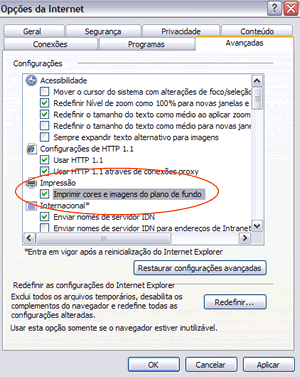 Opções da Internet
Geral Segurança Privacidade Conteúdo
Conexões Programas Avançadas
Configurações
Acessibilidade
Mover o cursor do sistema com alterações de foco/seleção
Redefinir Nível de zoom como 100% para novas janelas e
Redefinir o tamanho do texto como médio ao aplicar zoom
Redefinir o tamanho do texto como médio para novas janel
Sempre expandir texto alternativo para imagens
Configurações de HTTP 1.1
Usar HTTP 1.1
Usar HTTP 1.1 através de conexões proxy
Impressão
Imprimir cores e imagens do plano de fundo
Internacional*
Enviar nomes de servidor IDN
Enviar nomes de servidor IDN para endereços de Intranet
*Entra em vigor após a reinicialização do Internet Explorer
Restaurar configurações avançadas
Redefinir as configurações do Internet Explorer
Exclui todos os arquivos temporários, desabilita os
complementos do navegador e redefine todas as
configurações alteradas.
Redefinir...
Usar esta opção somente se o navegador estiver inutilizável.
OK Cancelar Aplicar